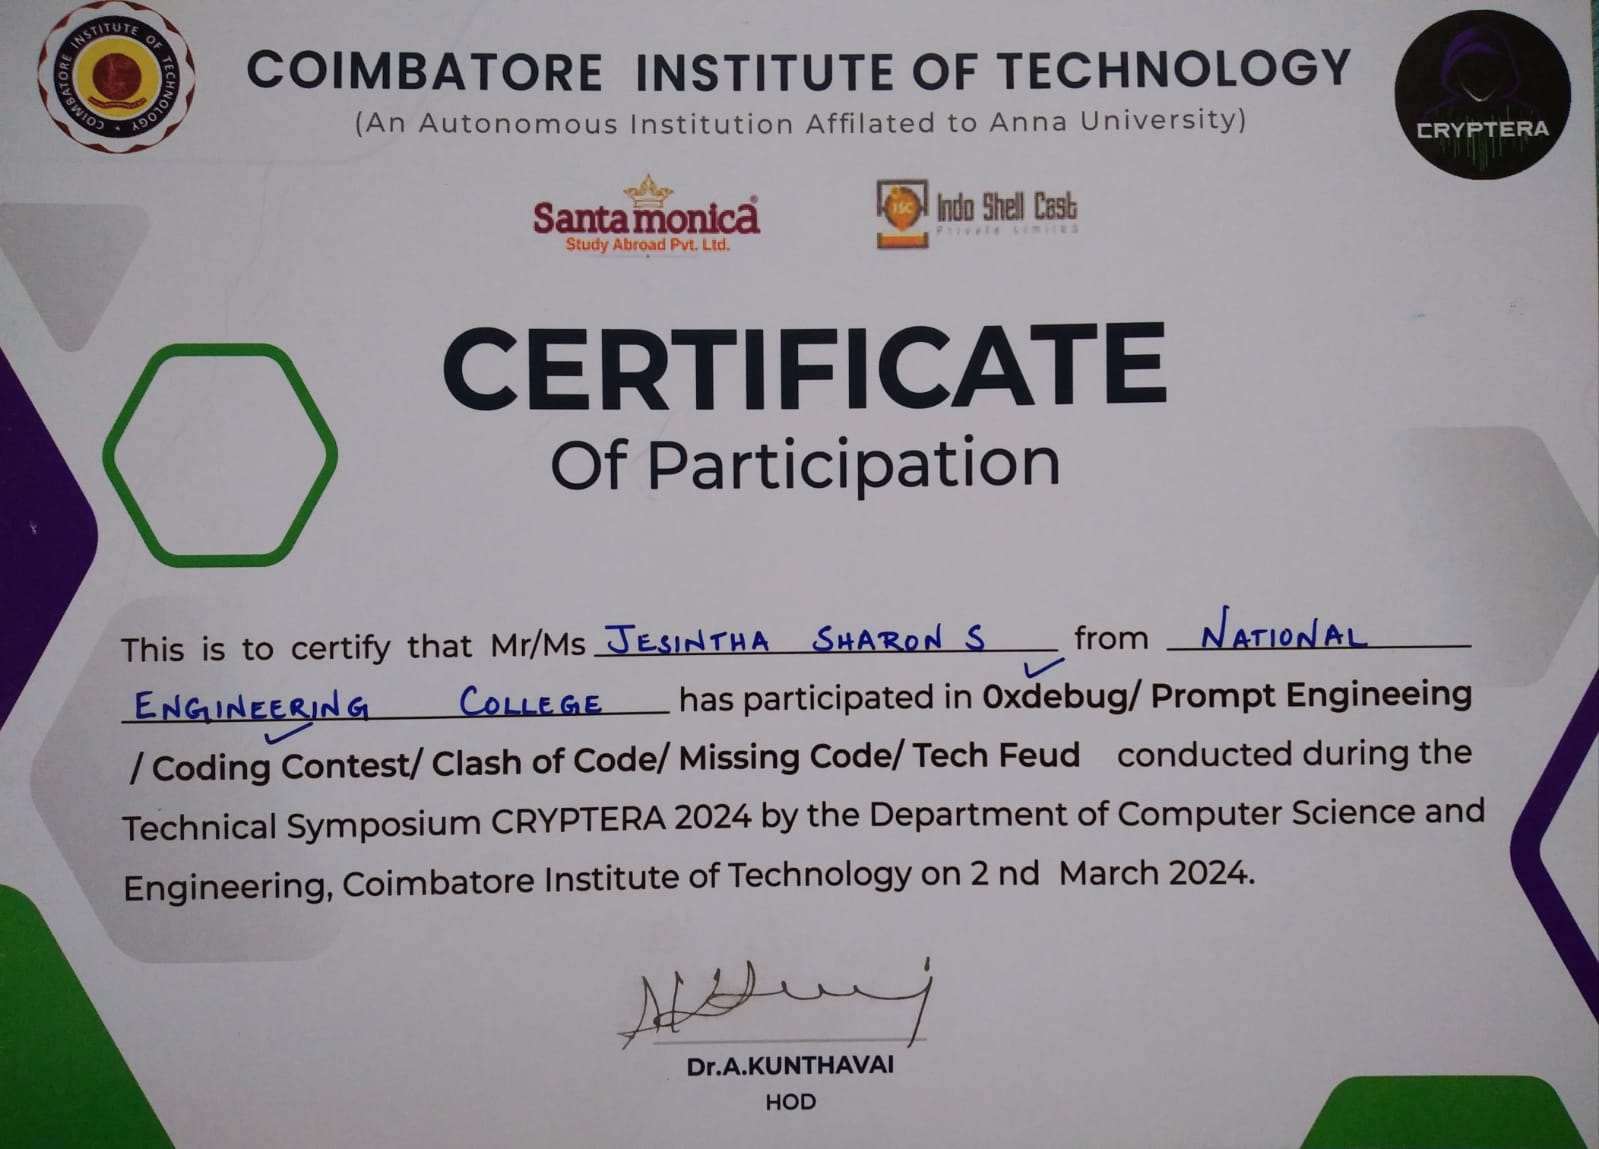 COIMBATORE INSTITUTE OF TECHNOLOGY
COIMBATORE INSTITUTE OF TECHNOLOGY
(An Autonomous Institution Affilated to Anna University)
CRYPTERA
Santamonica
Study Abroad Pvt. Ltd.
ISC
Indo Shell Cast
Private Limited
CERTIFICATE
Of Participation
This is to certify that Mr/Ms JESINTHA SHARON S from NATIONAL
ENGINEERING COLLEGE has participated in 0xdebug/ Prompt Engineeing
/ Coding Contest/ Clash of Code/ Missing Code/ Tech Feud conducted during the
Technical Symposium CRYPTERA 2024 by the Department of Computer Science and
Engineering, Coimbatore Institute of Technology on 2 nd March 2024.
Dr.A.KUNTHAVAI
HOD